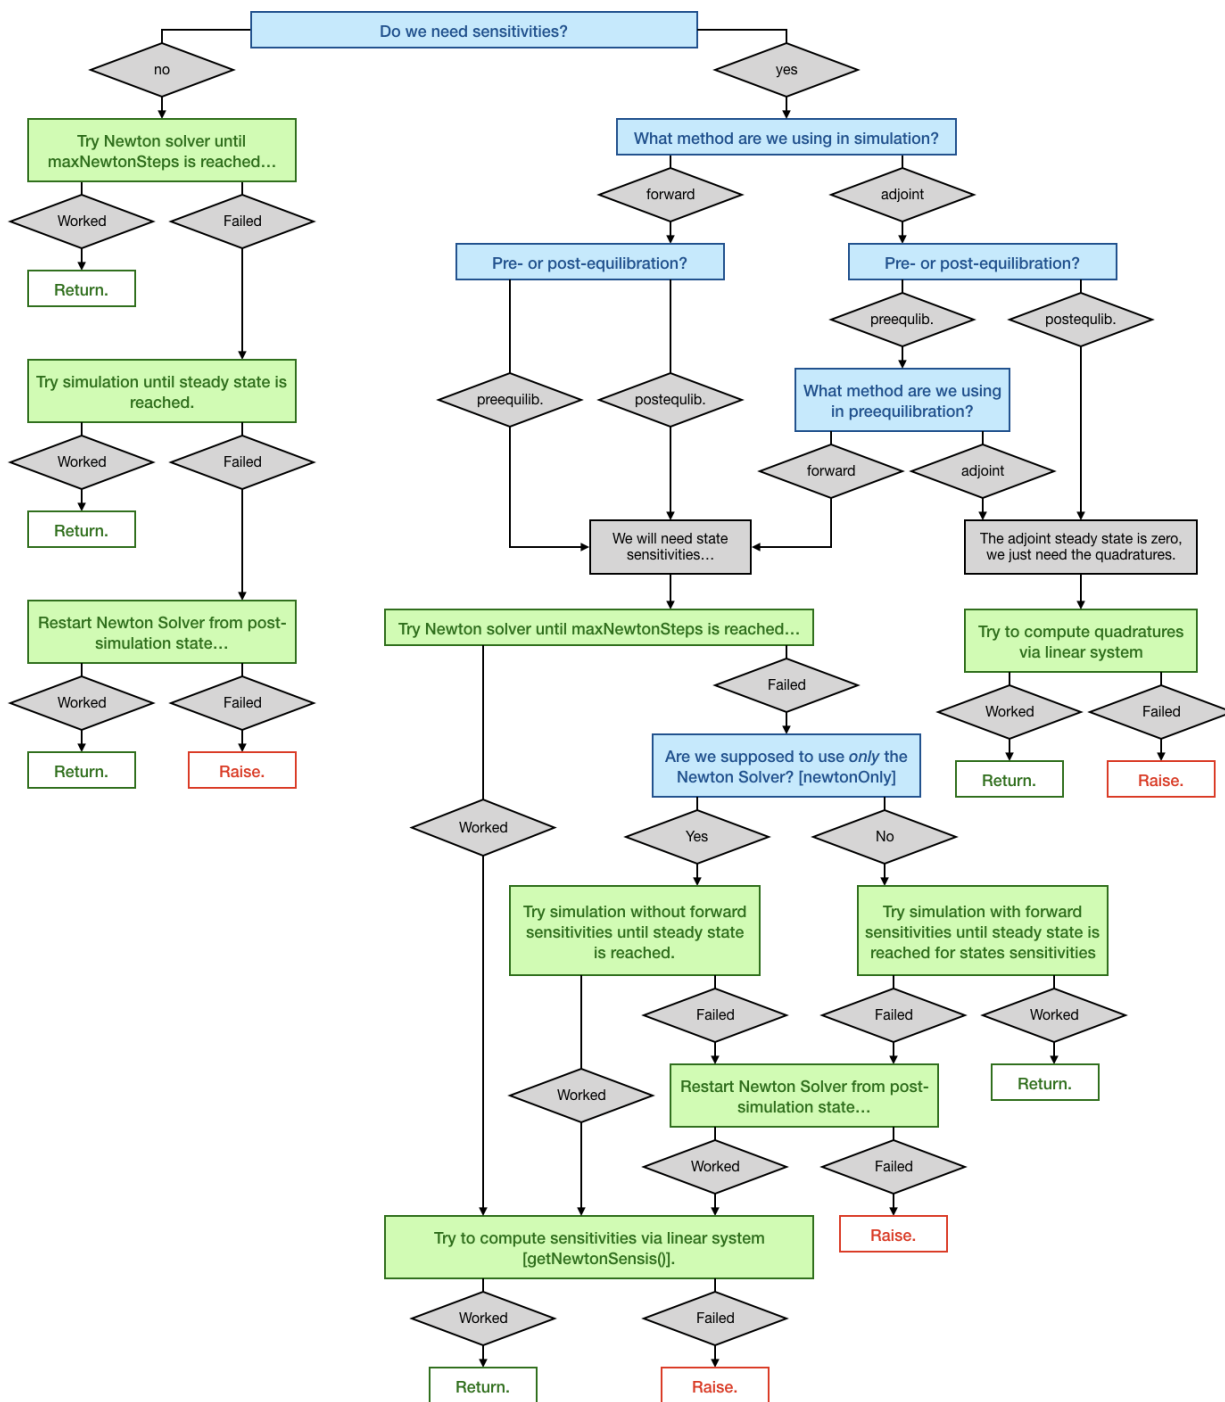 Do we need sensitivities?
no
yes
Try Newton solver until
maxNewtonSteps is reached…
What method are we using in simulation?
forward
adjoint
Worked
Failed
Pre- or post-equilibration?
Pre- or post-equilibration?
Return.
preequlib.
postequlib.
Try simulation until steady state is
reached.
What method are we using
in preequilibration?
preequilib.
postequlib.
Worked
Failed
forward
adjoint
Return.
We will need state
sensitivities…
The adjoint steady state is zero,
we just need the quadratures.
Restart Newton Solver from post-
simulation state…
Try Newton solver until maxNewtonSteps is reached…
Try to compute quadratures
via linear system
Worked
Failed
Failed
Worked
Failed
Return.
Raise.
Are we supposed to use only the
Newton Solver? [newtonOnly]
Return.
Raise.
Worked
Yes
No
Try simulation without forward
sensitivities until steady state
is reached.
Try simulation with forward
sensitivities until steady state is
reached for states sensitivities
Failed
Failed
Worked
Worked
Restart Newton Solver from post-
simulation state…
Return.
Worked
Failed
Try to compute sensitivities via linear system
[getNewtonSensis()].
Raise.
Worked
Failed
Return.
Raise.